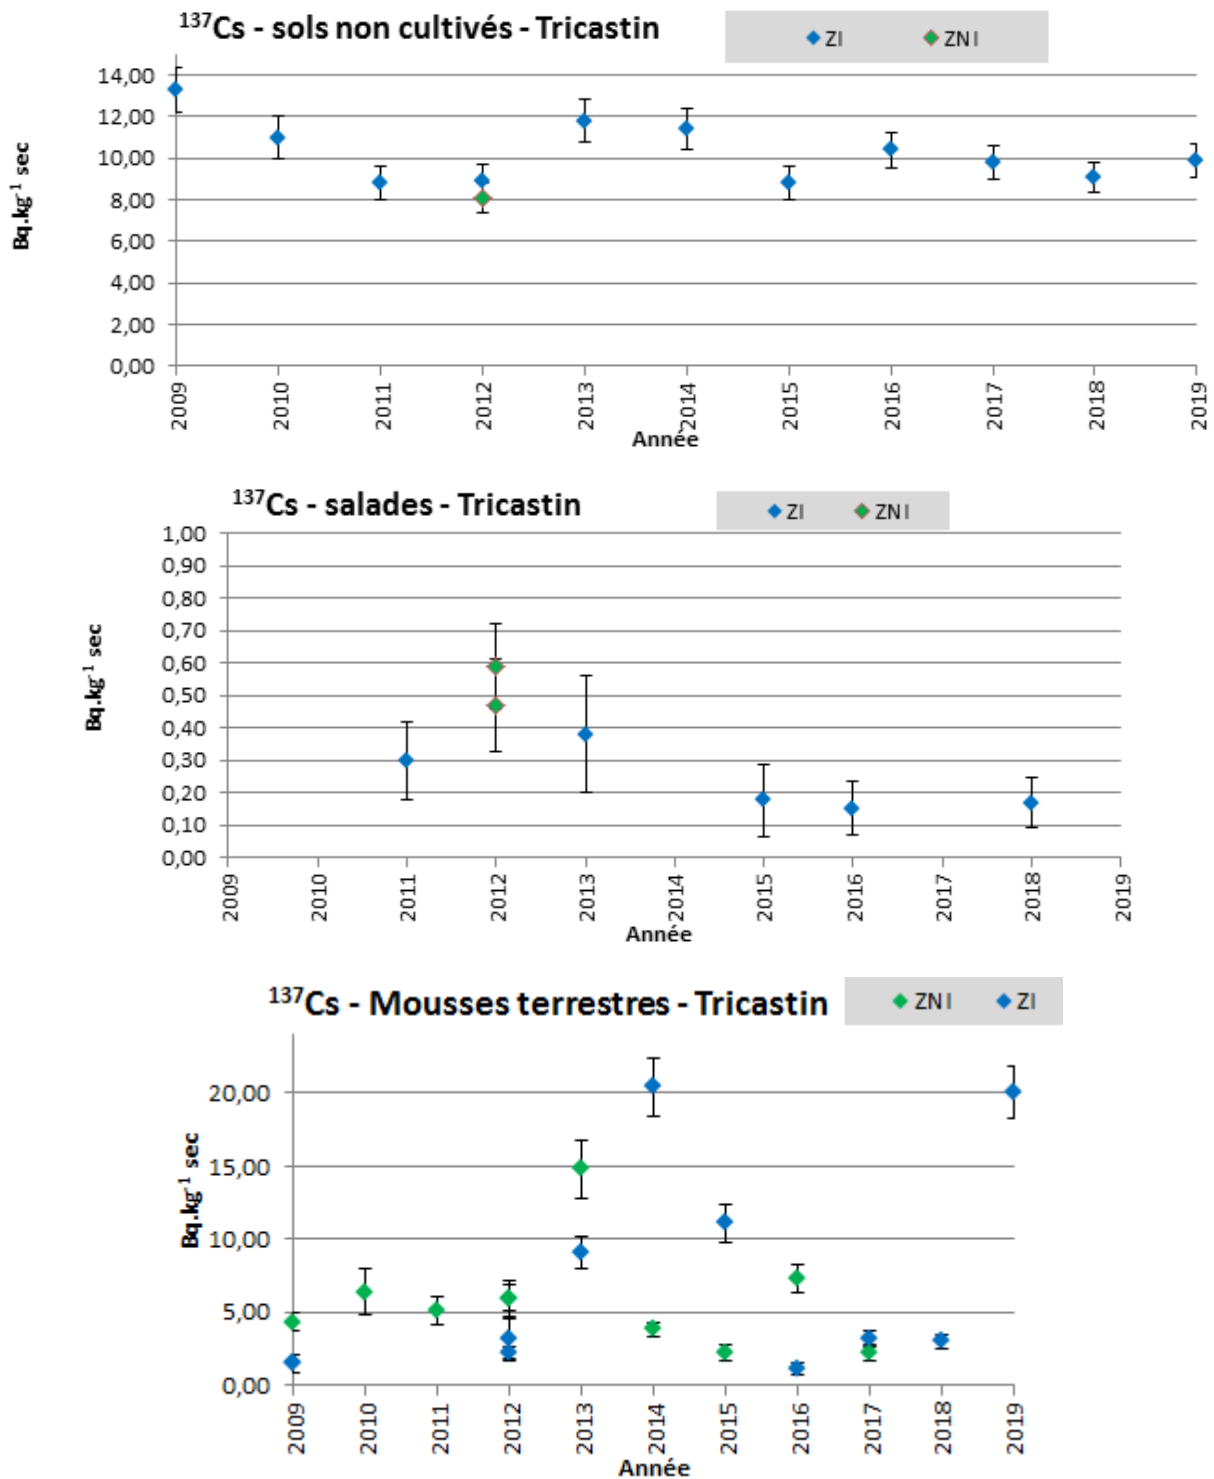 ¹³⁷Cs - sols non cultivés - Tricastin
ZI ZNI
Bq.kg⁻¹ sec
14,00
12,00
10,00
8,00
6,00
4,00
2,00
0,00
2009 2010 2011 2012 2013 2014 2015 2016 2017 2018 2019
Année
¹³⁷Cs - salades - Tricastin
ZI ZNI
Bq.kg⁻¹ sec
1,00
0,90
0,80
0,70
0,60
0,50
0,40
0,30
0,20
0,10
0,00
2009 2010 2011 2012 2013 2014 2015 2016 2017 2018 2019
Année
¹³⁷Cs - Mousses terrestres - Tricastin
ZNI ZI
Bq.kg⁻¹ sec
20,00
15,00
10,00
5,00
0,00
2009 2010 2011 2012 2013 2014 2015 2016 2017 2018 2019
Année